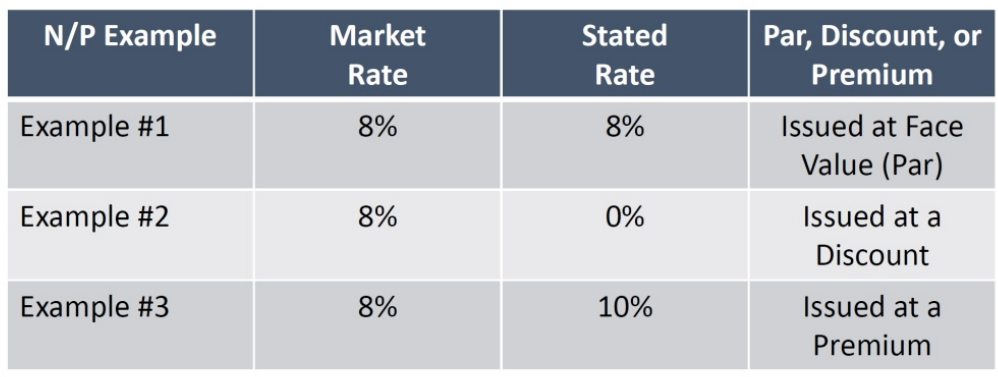 N/P Example Market Rate Stated Rate Par, Discount, or Premium
Example #1 8% 8% Issued at Face Value (Par)
Example #2 8% 0% Issued at a Discount
Example #3 8% 10% Issued at a Premium